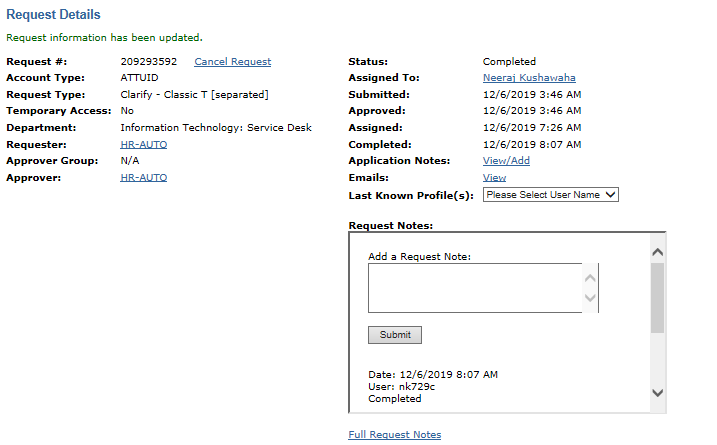 Request Details
Request information has been updated.
Request #: 209293592 Cancel Request
Account Type: ATTUID
Request Type: Clarify - Classic T [separated]
Temporary Access: No
Department: Information Technology: Service Desk
Requester: HR-AUTO
Approver Group: N/A
Approver: HR-AUTO
Status: Completed
Assigned To: Neeraj Kushawaha
Submitted: 12/6/2019 3:46 AM
Approved: 12/6/2019 3:46 AM
Assigned: 12/6/2019 7:26 AM
Completed: 12/6/2019 8:07 AM
Application Notes: View/Add
Emails: View
Last Known Profile(s): Please Select User Name
Request Notes:
Add a Request Note:
Submit
Date: 12/6/2019 8:07 AM
User: nk729c
Completed
Full Request Notes